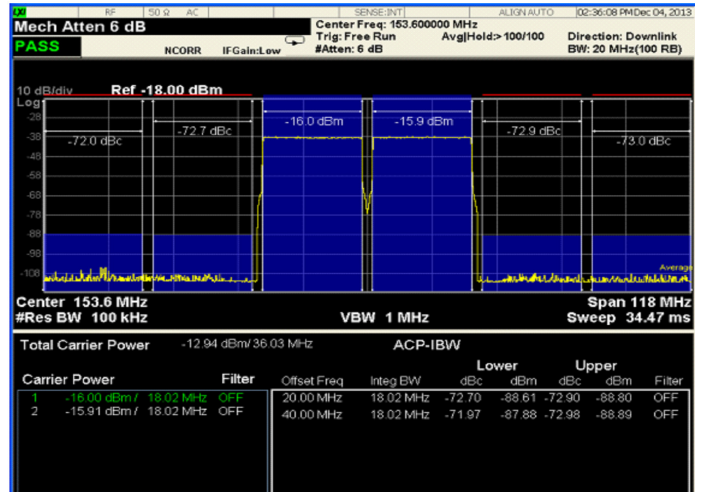 LXI RF 50 Ω AC SENSE:INT ALIGN AUTO 02:36:08 PM Dec 04, 2013
Mech Atten 6 dB Center Freq: 153.600000 MHz
PASS NCORR IFGain:Low Trig: Free Run Avg|Hold:> 100/100 Direction: Downlink
#Atten: 6 dB BW: 20 MHz(100 RB)
10 dB/div Ref -18.00 dBm
Log
-28
-38
-48
-58
-68
-78
-88
-98
-108
-72.0 dBc
-72.7 dBc
-16.0 dBm
-15.9 dBm
-72.9 dBc
-73.0 dBc
Average
Center 153.6 MHz Span 118 MHz
#Res BW 100 kHz VBW 1 MHz Sweep 34.47 ms
Total Carrier Power -12.94 dBm/ 36.03 MHz ACP-IBW
Lower Upper
Carrier Power Filter Offset Freq Integ BW dBc dBm dBc dBm Filter
1 -16.00 dBm / 18.02 MHz OFF 20.00 MHz 18.02 MHz -72.70 -88.61 -72.90 -88.80 OFF
2 -15.91 dBm / 18.02 MHz OFF 40.00 MHz 18.02 MHz -71.97 -87.88 -72.98 -88.89 OFF